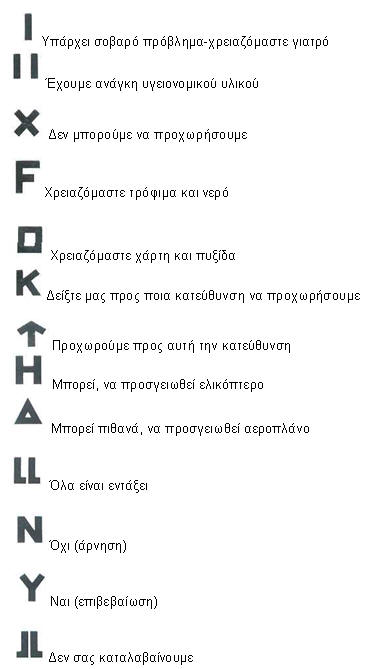 I Υπάρχει σοβαρό πρόβλημα-χρειαζόμαστε γιατρό
I I Έχουμε ανάγκη υγειονομικού υλικού
X Δεν μπορούμε να προχωρήσουμε
F Χρειαζόμαστε τρόφιμα και νερό
□ Χρειαζόμαστε χάρτη και πυξίδα
K Δείξτε μας προς ποια κατεύθυνση να προχωρήσουμε
↑ Προχωρούμε προς αυτή την κατεύθυνση
H Μπορεί, να προσγειωθεί ελικόπτερο
Δ Μπορεί πιθανά, να προσγειωθεί αεροπλάνο
LL Όλα είναι εντάξει
N Όχι (άρνηση)
Y Ναι (επιβεβαίωση)
⅃L Δεν σας καταλαβαίνουμε